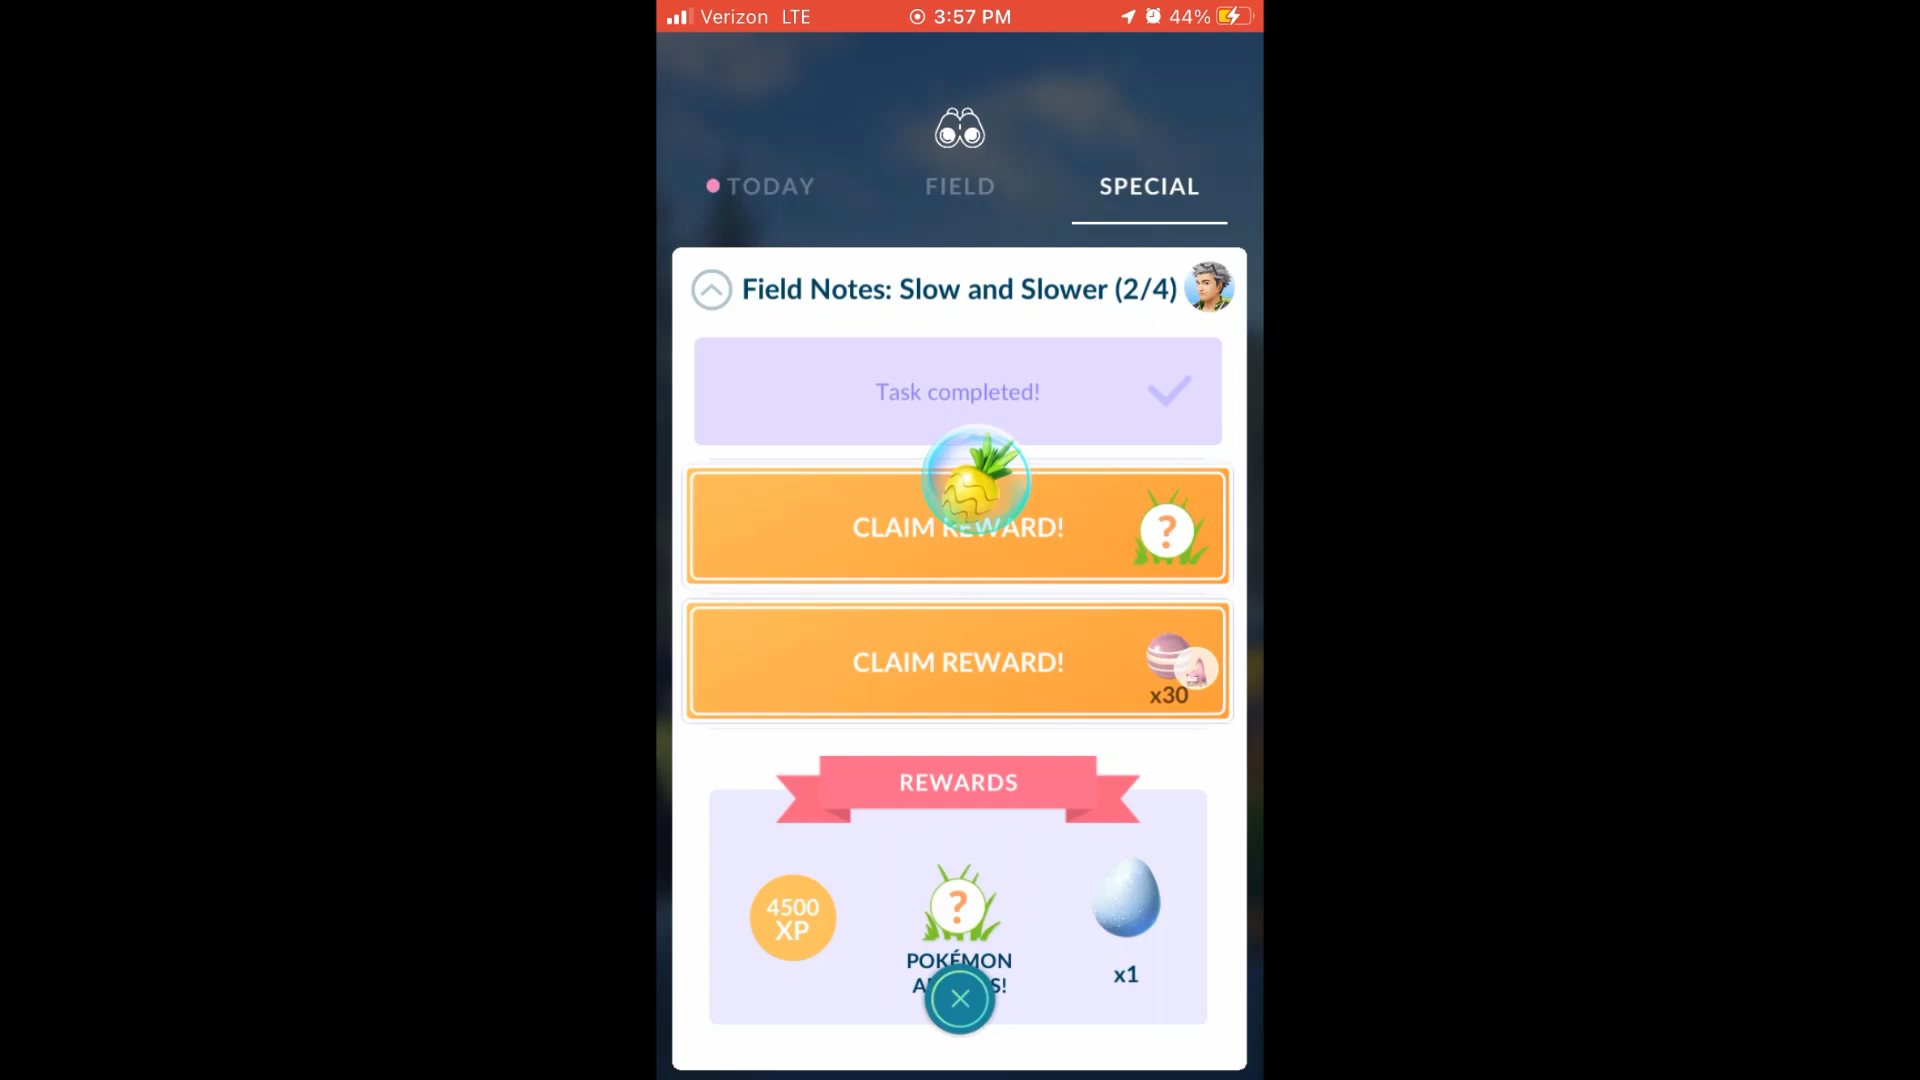 Verizon LTE 3:57 PM 44%
TODAY FIELD SPECIAL
Field Notes: Slow and Slower (2/4)
Task completed!
CLAIM REWARD!
?
CLAIM REWARD!
x30
REWARDS
4500
XP
?
POKÉMON
x1